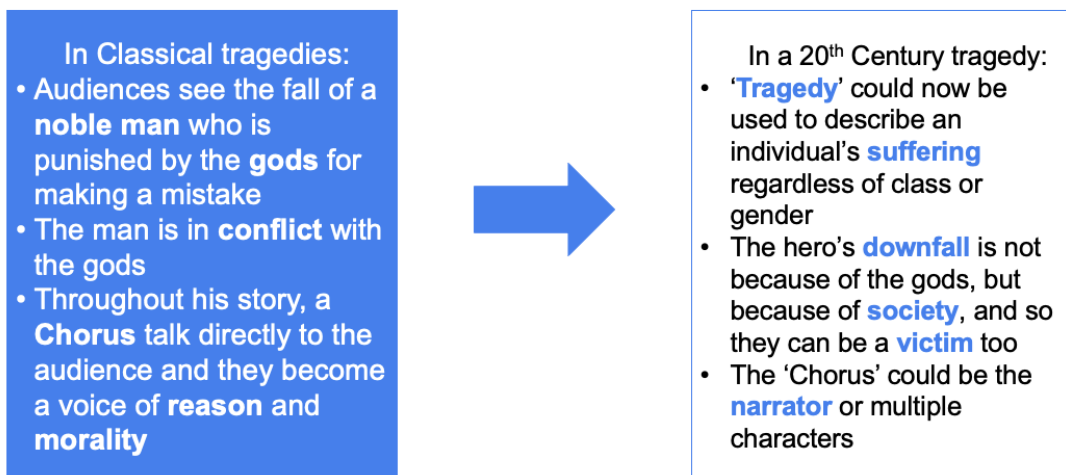 In Classical tragedies:
• Audiences see the fall of a
noble man who is
punished by the gods for
making a mistake
• The man is in conflict with
the gods
• Throughout his story, a
Chorus talk directly to the
audience and they become
a voice of reason and
morality
In a 20th Century tragedy:
• ‘Tragedy’ could now be
used to describe an
individual’s suffering
regardless of class or
gender
• The hero’s downfall is not
because of the gods, but
because of society, and so
they can be a victim too
• The ‘Chorus’ could be the
narrator or multiple
characters